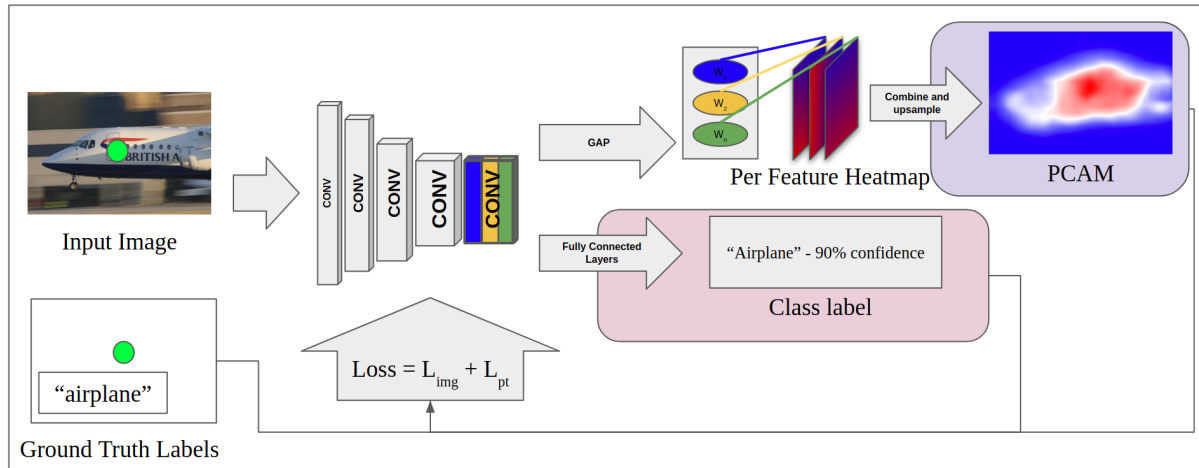 BRITISH A
Input Image
CONV
CONV
CONV
CONV
CONV
GAP
W1
W2
Wn
Per Feature Heatmap
Combine and
upsample
PCAM
Fully Connected
Layers
“Airplane” - 90% confidence
Class label
Loss = Limg + Lpt
“airplane”
Ground Truth Labels